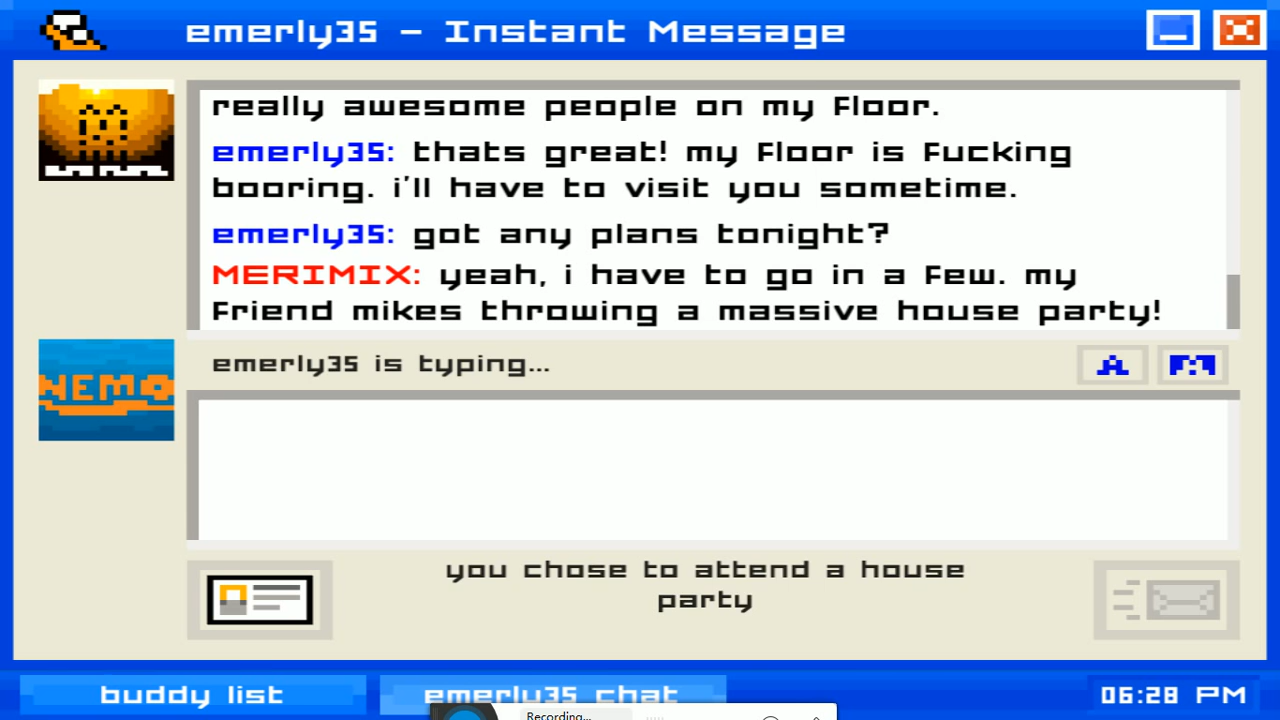 emerly35 - Instant Message
really awesome people on my Floor.
emerly35: thats great! my Floor is Fucking
booring. i'll have to visit you sometime.
emerly35: got any plans tonight?
MERIMIX: yeah, i have to go in a Few. my
Friend mikes throwing a massive house party!
NEMO
emerly35 is typing...
A
you chose to attend a house
party
buddy list
emerly35 chat
06:28 PM
Recording...